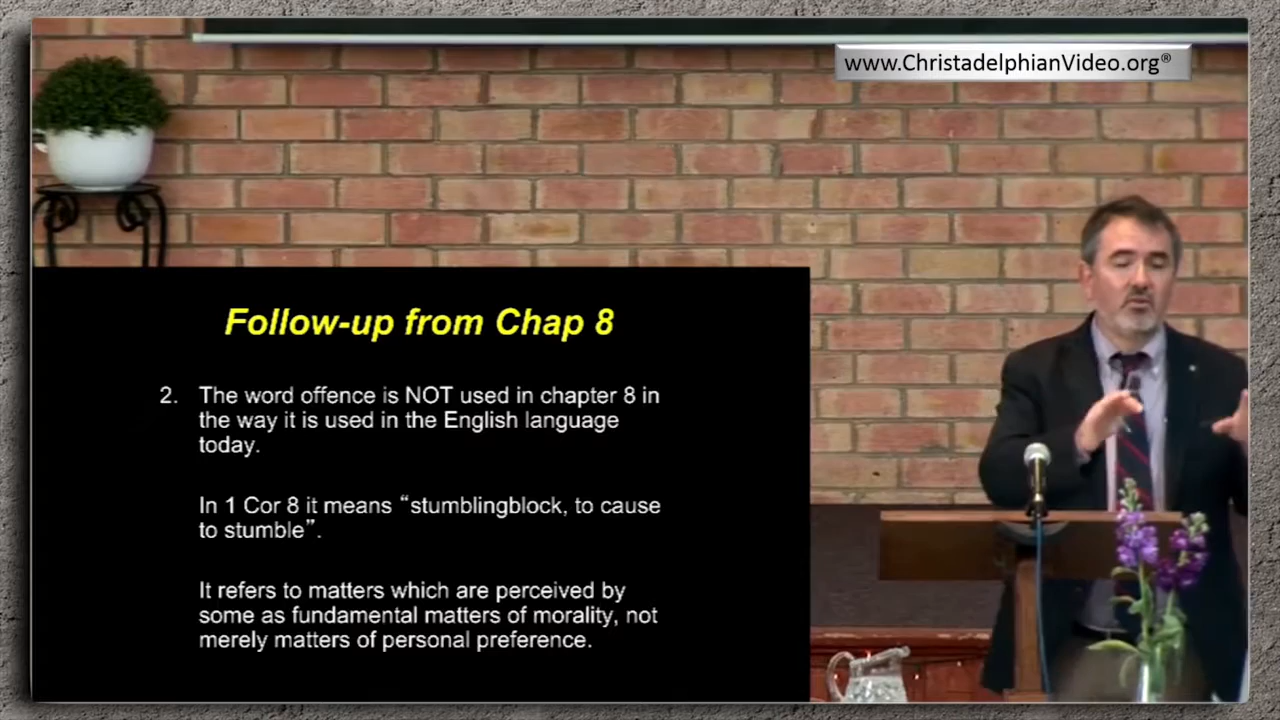 www.ChristadelphianVideo.org®
Follow-up from Chap 8
2. The word offence is NOT used in chapter 8 in
the way it is used in the English language
today.
In 1 Cor 8 it means “stumblingblock, to cause
to stumble”.
It refers to matters which are perceived by
some as fundamental matters of morality, not
merely matters of personal preference.